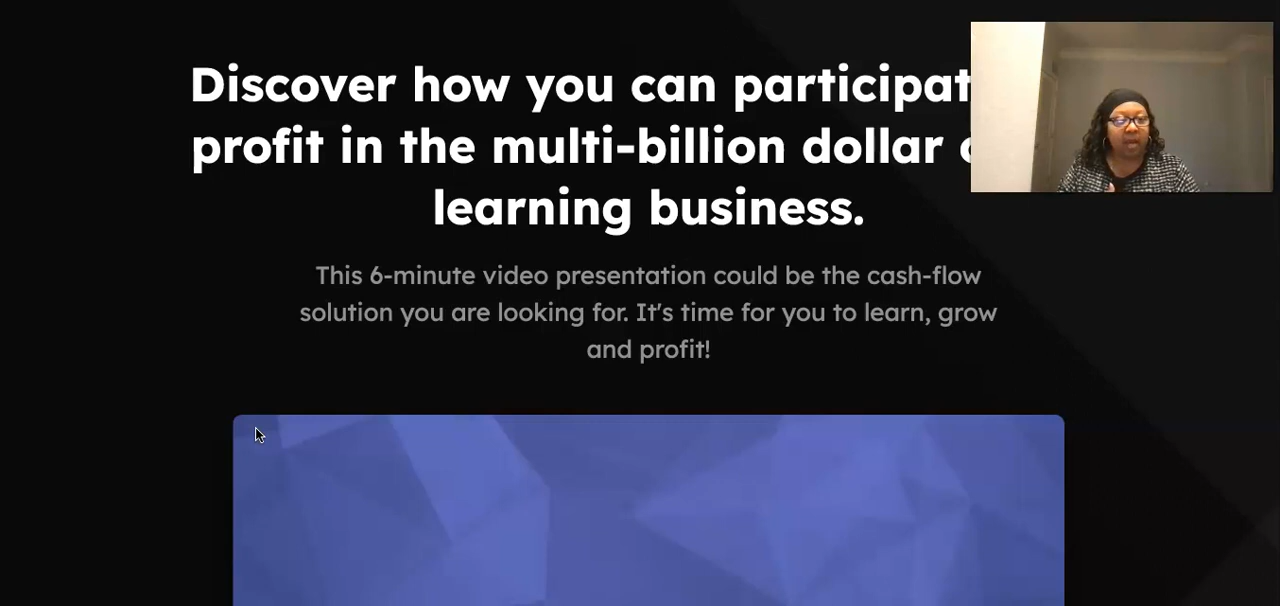 Discover how you can participat
profit in the multi-billion dollar
learning business.
This 6-minute video presentation could be the cash-flow
solution you are looking for. It's time for you to learn, grow
and profit!